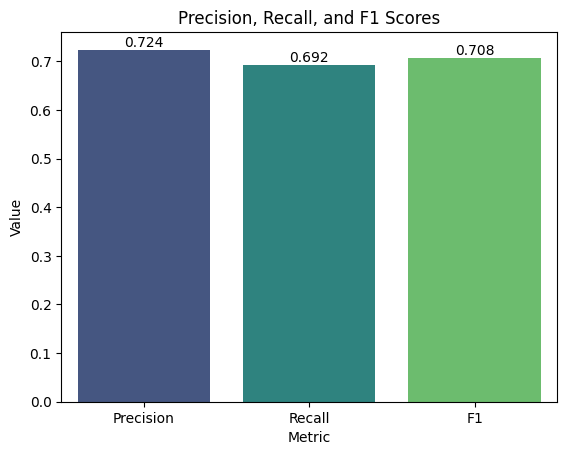 Precision, Recall, and F1 Scores
0.724
0.692
0.708
0.7
0.6
0.5
0.4
0.3
0.2
0.1
0.0
Value
Precision Recall F1
Metric